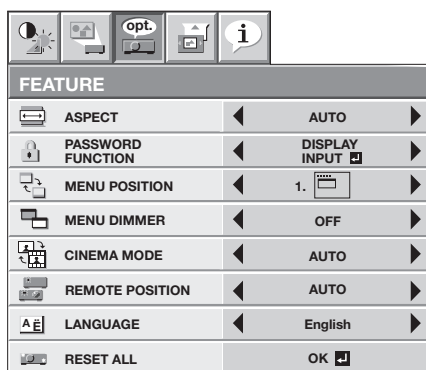 opt.
i
FEATURE
ASPECT AUTO
PASSWORD FUNCTION DISPLAY INPUT
MENU POSITION 1.
MENU DIMMER OFF
CINEMA MODE AUTO
REMOTE POSITION AUTO
AË LANGUAGE English
RESET ALL OK